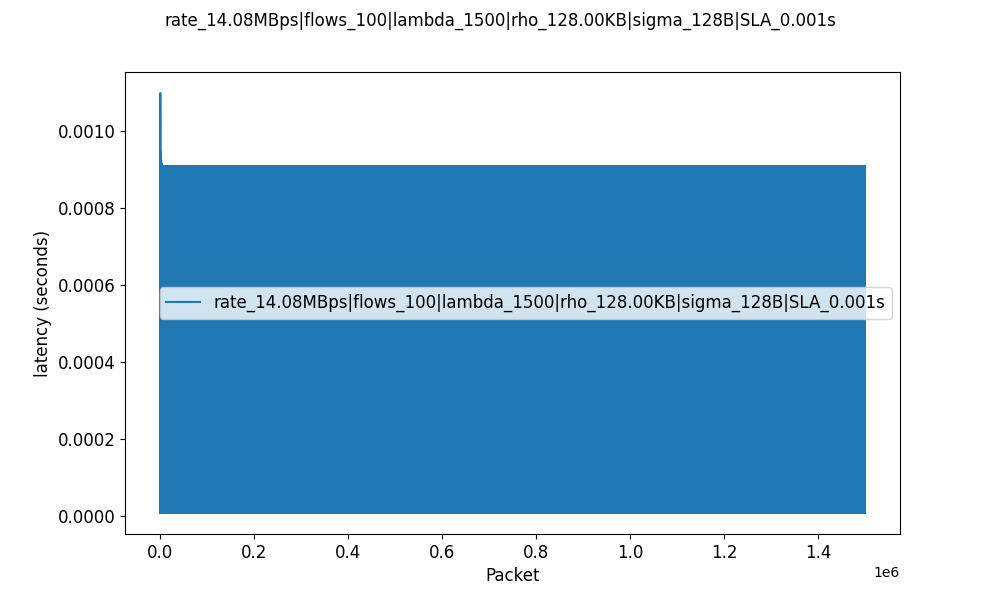 rate_14.08MBps|flows_100|lambda_1500|rho_128.00KB|sigma_128B|SLA_0.001s
0.0010
0.0008
0.0006
0.0004
0.0002
0.0000
latency (seconds)
rate_14.08MBps|flows_100|lambda_1500|rho_128.00KB|sigma_128B|SLA_0.001s
0.0 0.2 0.4 0.6 0.8 1.0 1.2 1.4
1e6
Packet